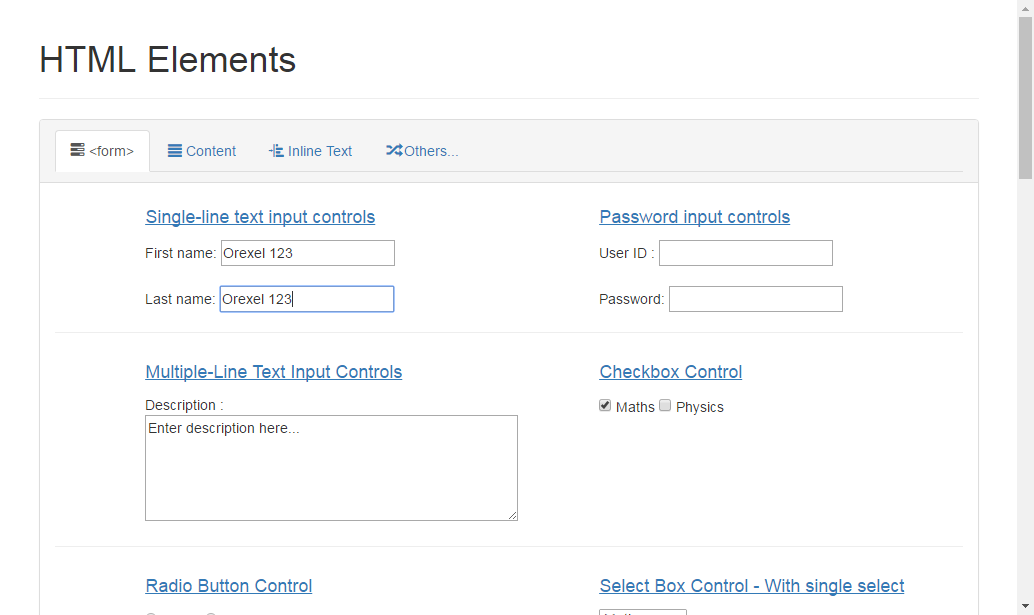 HTML Elements
<form> Content Inline Text Others...
Single-line text input controls
First name: Orexel 123
Last name: Orexel 123
Password input controls
User ID :
Password:
Multiple-Line Text Input Controls
Description :
Enter description here...
Checkbox Control
Maths Physics
Radio Button Control
Select Box Control - With single select